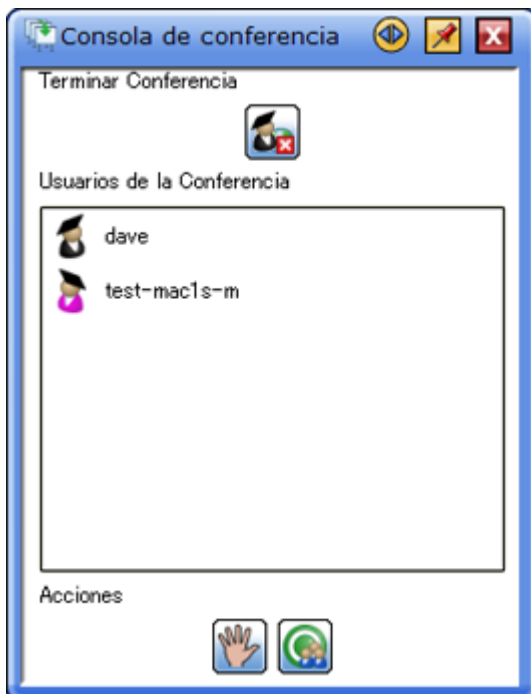 Consola de conferencia
Terminar Conferencia
Usuarios de la Conferencia
dave
test-mac1s-m
Acciones